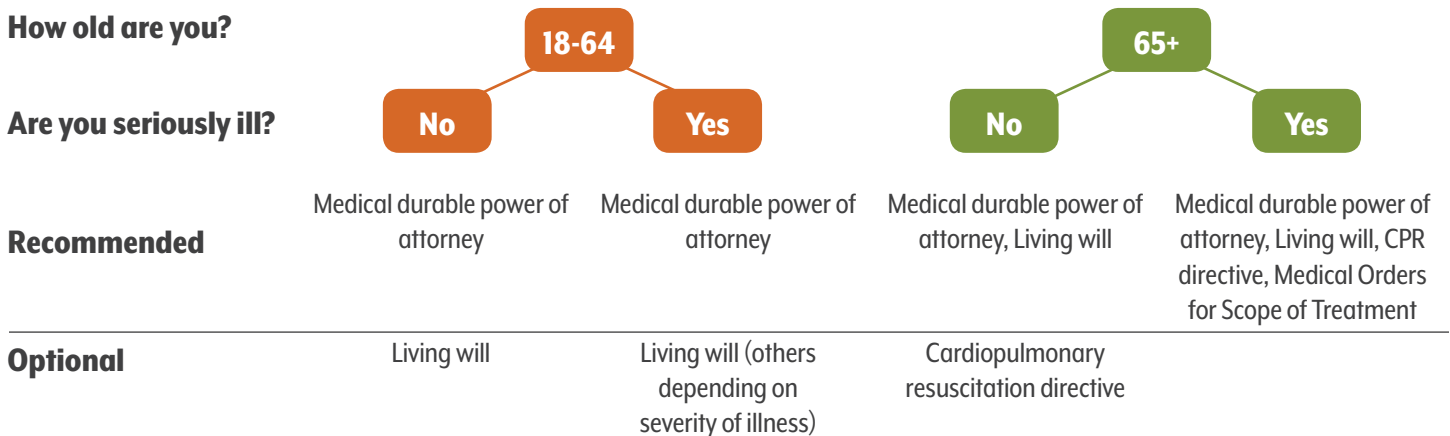 How old are you?
18-64
65+
Are you seriously ill?
No
Yes
No
Yes
Recommended
Medical durable power of
attorney
Medical durable power of
attorney
Medical durable power of
attorney, Living will
Medical durable power of
attorney, Living will, CPR
directive, Medical Orders
for Scope of Treatment
Optional
Living will
Living will (others
depending on
severity of illness)
Cardiopulmonary
resuscitation directive